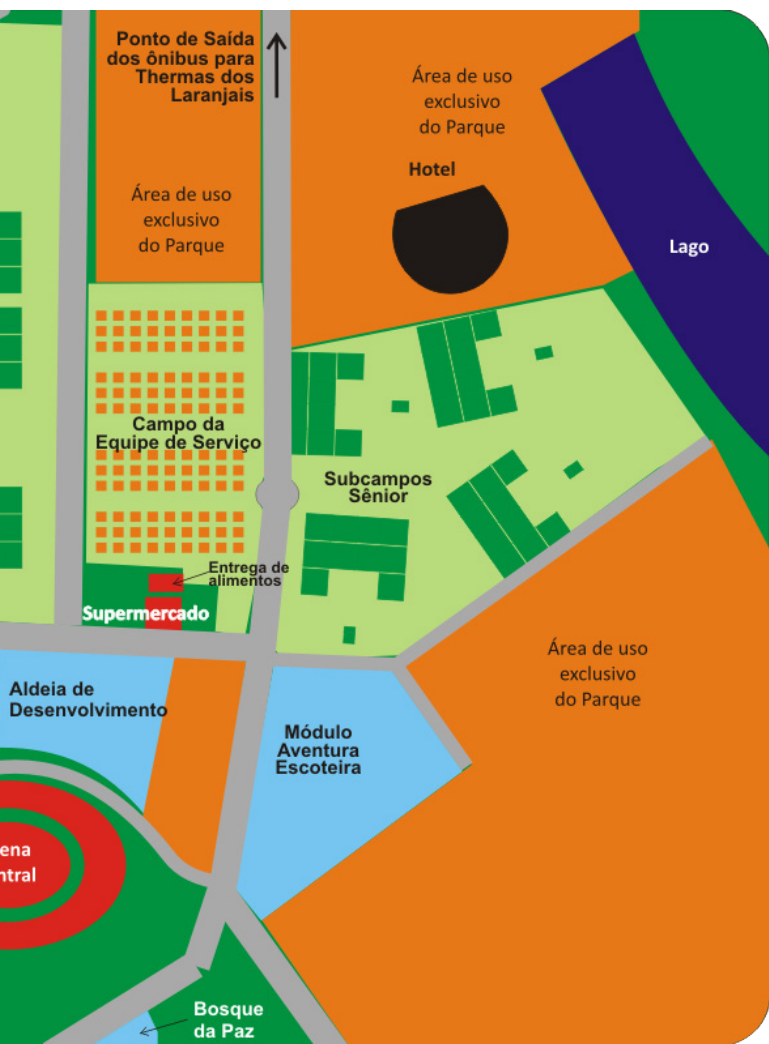 Ponto de Saída
dos ônibus para
Thermas dos
Laranjais
Área de uso
exclusivo
do Parque
Hotel
Área de uso
exclusivo
do Parque
Lago
Campo da
Equipe de Serviço
Subcampos
Sênior
Entrega de
alimentos
Supermercado
Área de uso
exclusivo
do Parque
Aldeia de
Desenvolvimento
Módulo
Aventura
Escoteira
ena
ntral
Bosque
da Paz